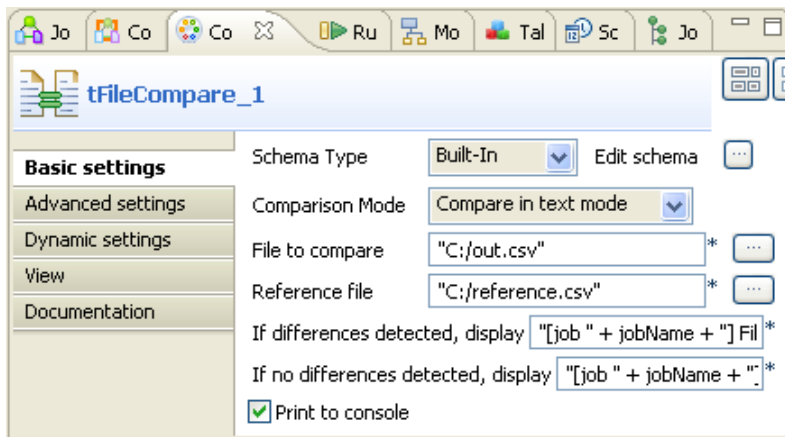 Jo Co Co Ru Mo Tal Sc Jo
tFileCompare_1
Basic settings
Advanced settings
Dynamic settings
View
Documentation
Schema Type Built-In Edit schema ...
Comparison Mode Compare in text mode
File to compare "C:/out.csv" * ...
Reference file "C:/reference.csv" * ...
If differences detected, display "[job " + jobName + "] Fil *
If no differences detected, display "[job " + jobName + "] *
Print to console